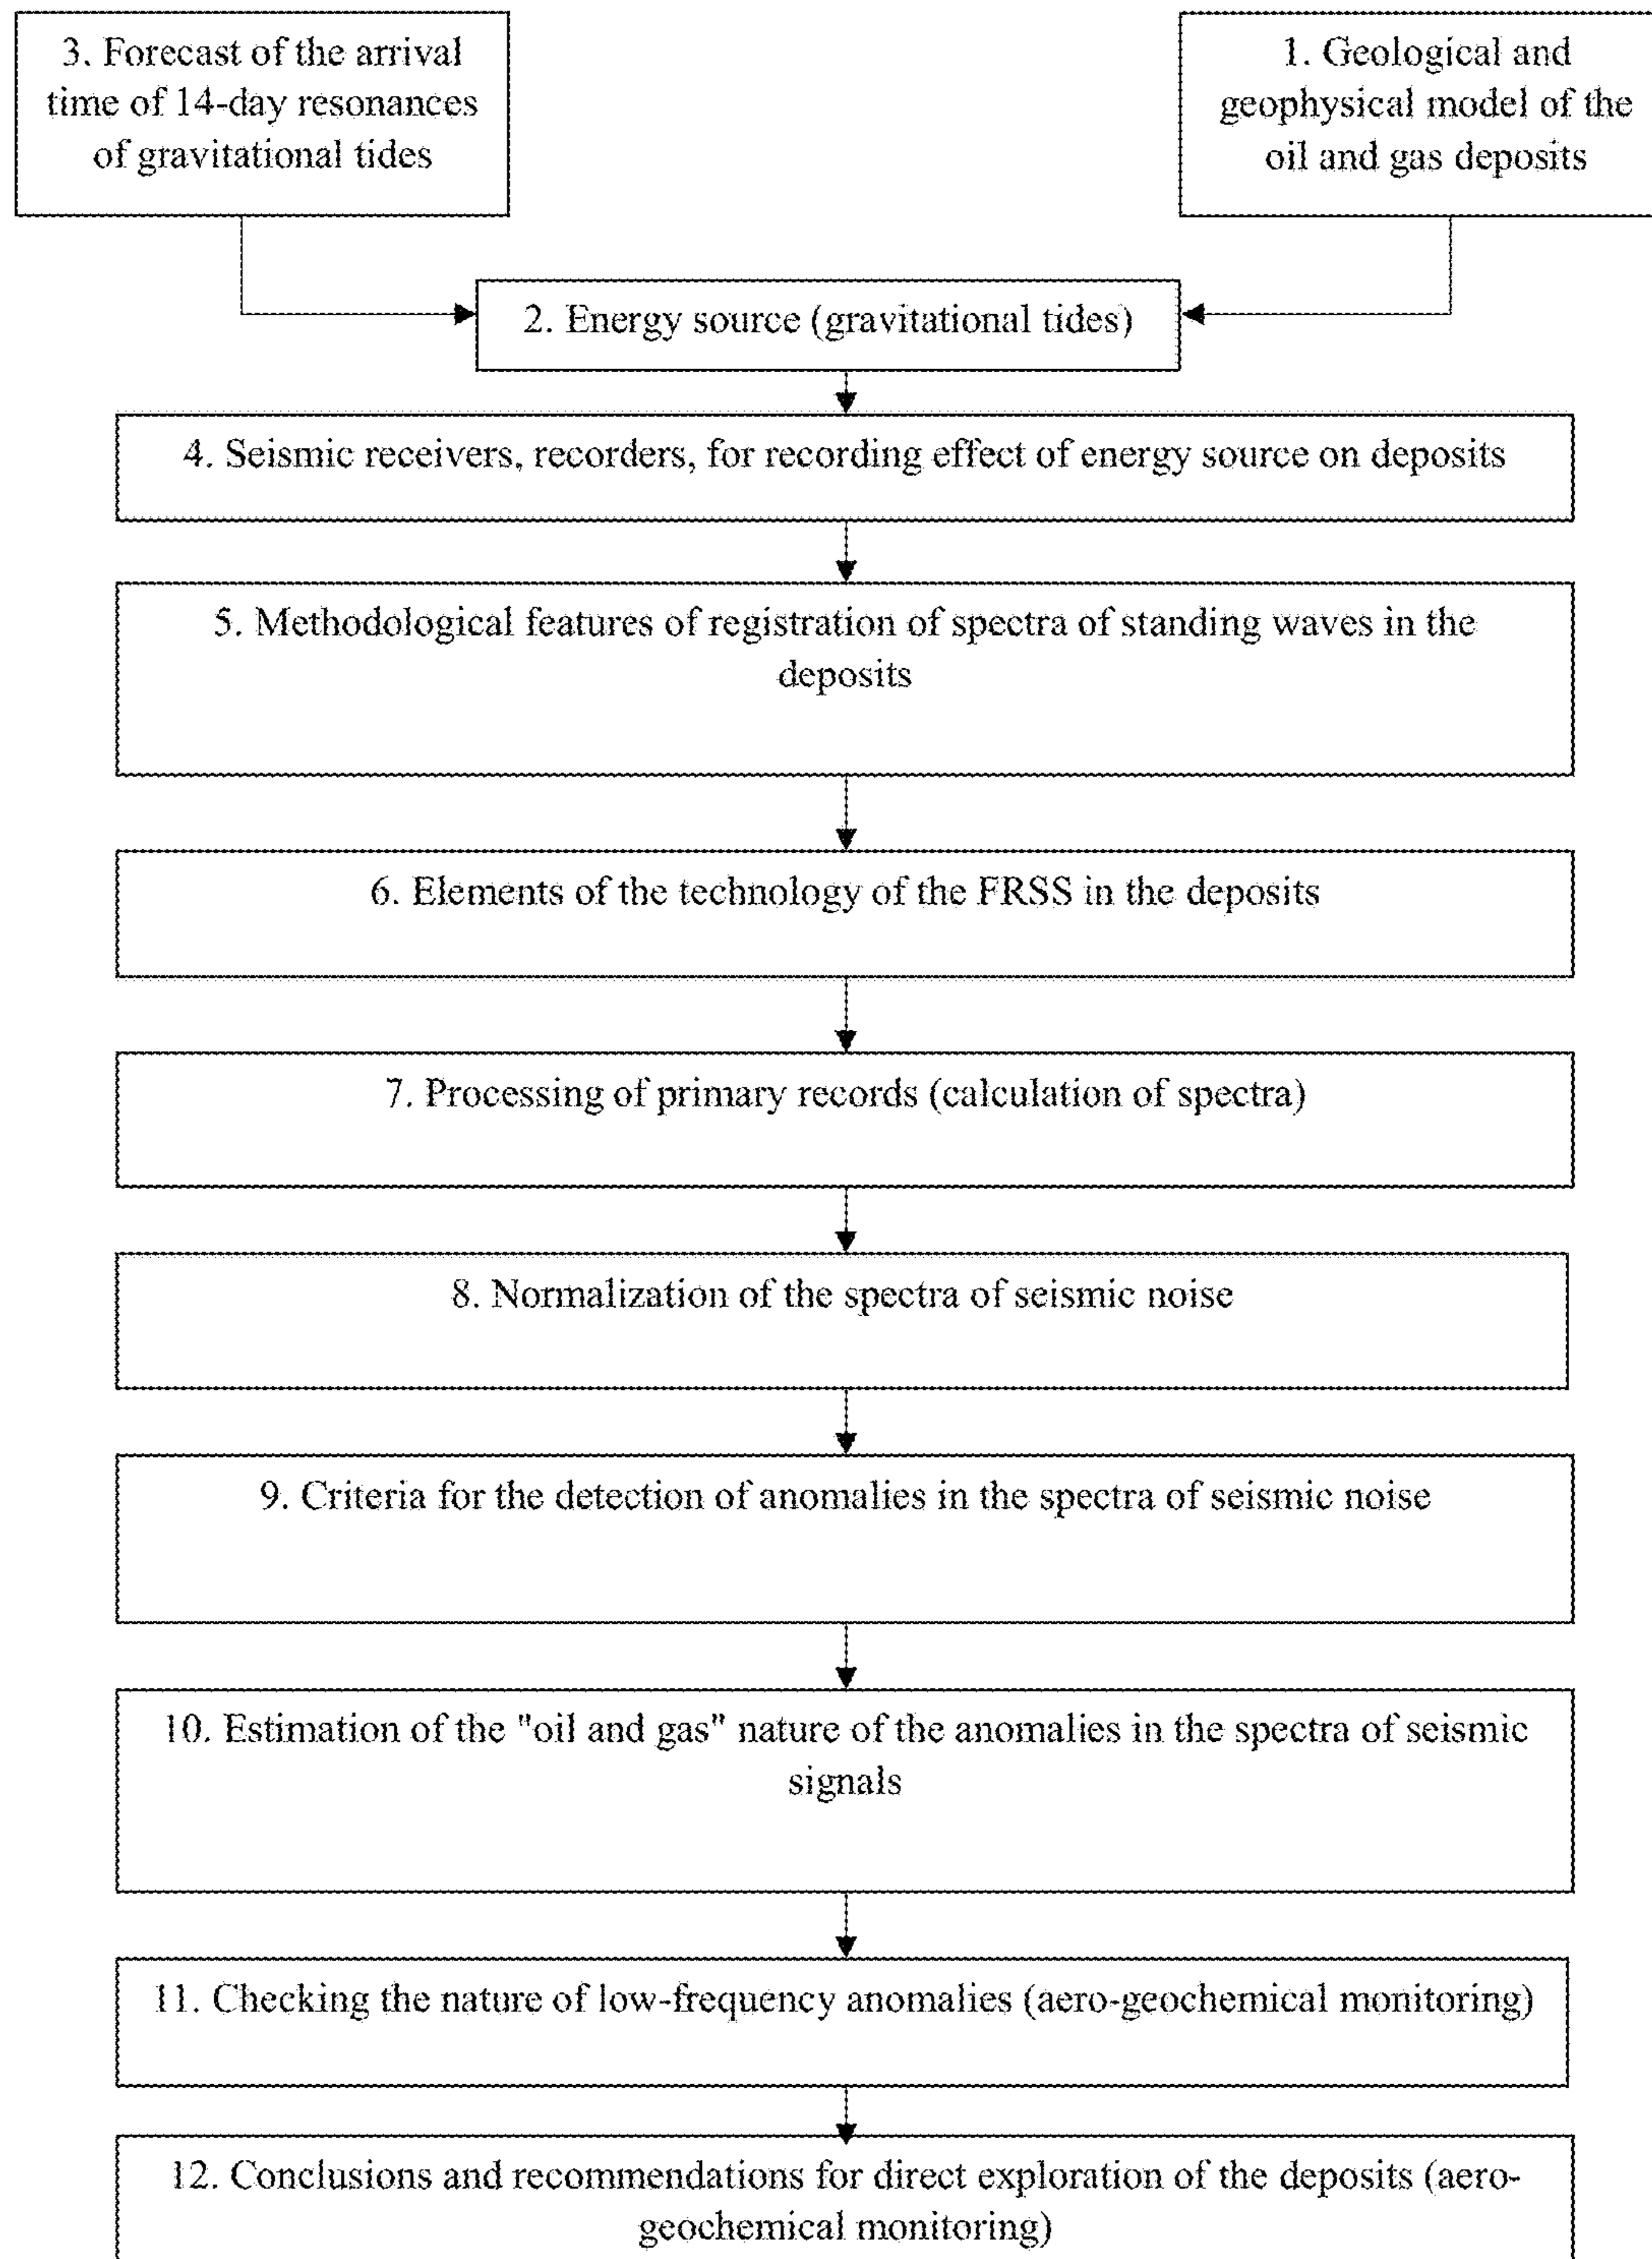 3. Forecast of the arrival
time of 14-day resonances
of gravitational tides
1. Geological and
geophysical model of the
oil and gas deposits
2. Energy source (gravitational tides)
4. Seismic receivers, recorders, for recording effect of energy source on deposits
5. Methodological features of registration of spectra of standing waves in the
deposits
6. Elements of the technology of the FRSS in the deposits
7. Processing of primary records (calculation of spectra)
8. Normalization of the spectra of seismic noise
9. Criteria for the detection of anomalies in the spectra of seismic noise
10. Estimation of the "oil and gas" nature of the anomalies in the spectra of seismic
signals
11. Checking the nature of low-frequency anomalies (aero-geochemical monitoring)
12. Conclusions and recommendations for direct exploration of the deposits (aero-
geochemical monitoring)